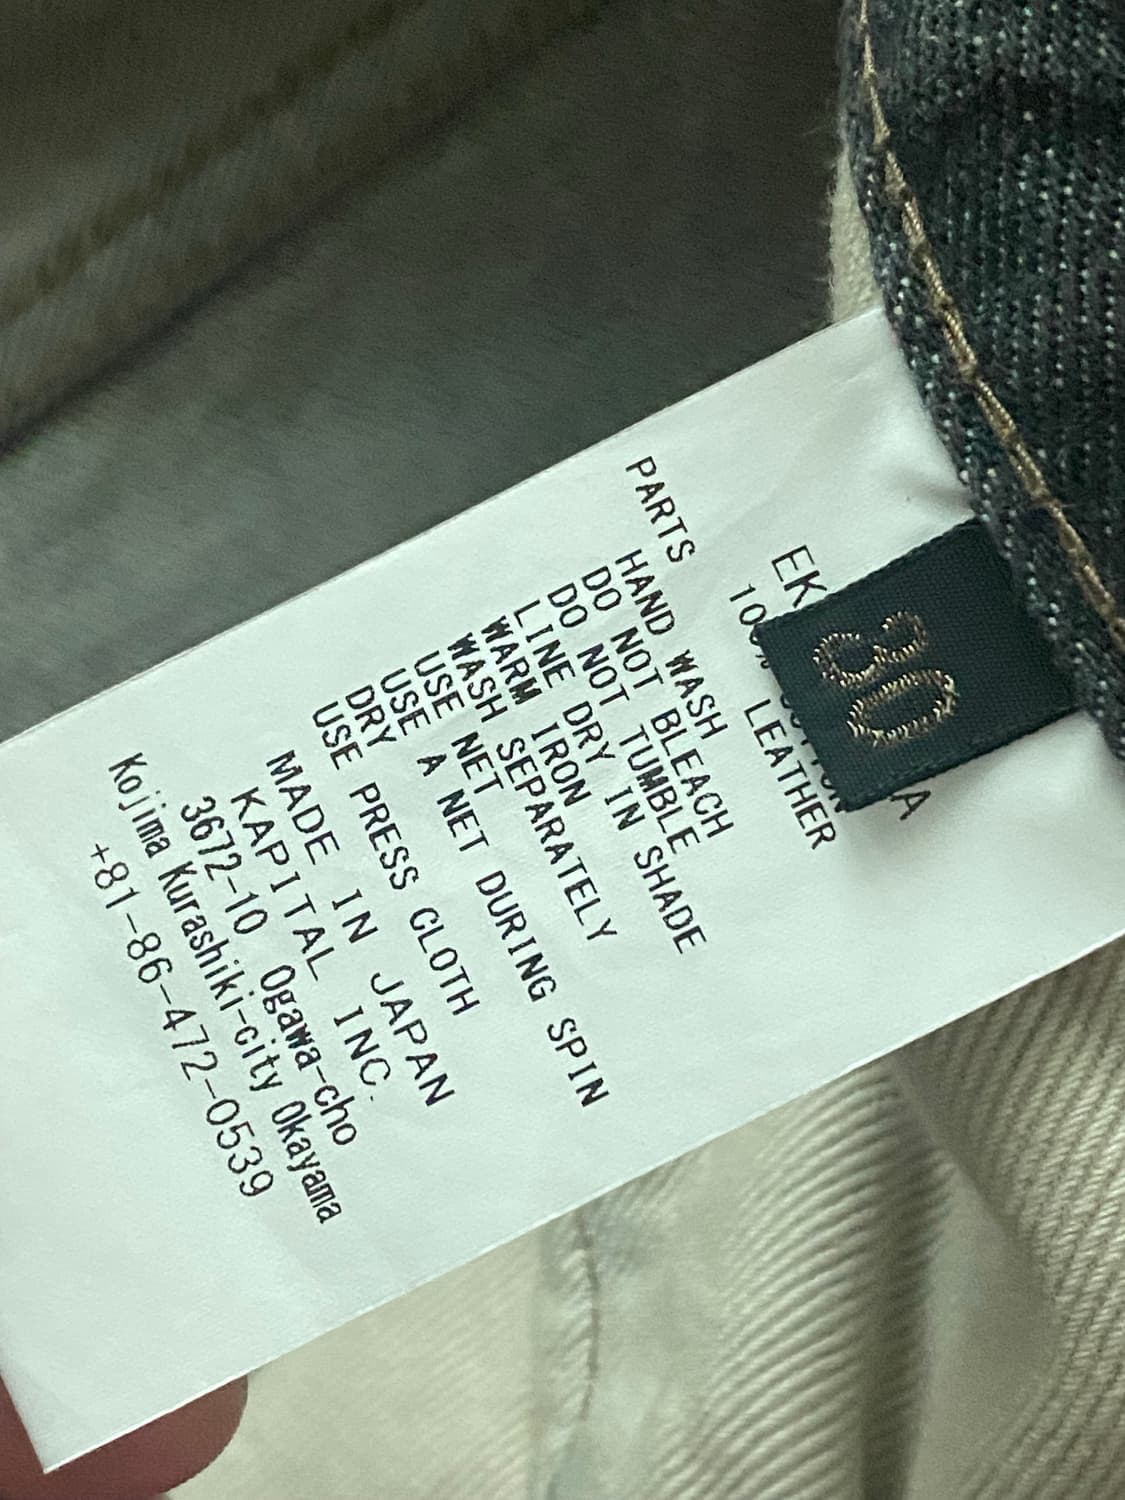 30
EK
A
100%
LEATHER
PARTS
HAND WASH
DO NOT BLEACH
DO NOT TUMBLE
LINE DRY IN SHADE
WARM IRON
WASH SEPARATELY
USE NET
USE A NET DURING SPIN
DRY
USE PRESS CLOTH
MADE IN JAPAN
KAPITAL INC.
3672-10 Ogawa-cho
Kojima Kurashiki-city Okayama
+81-86-472-0539